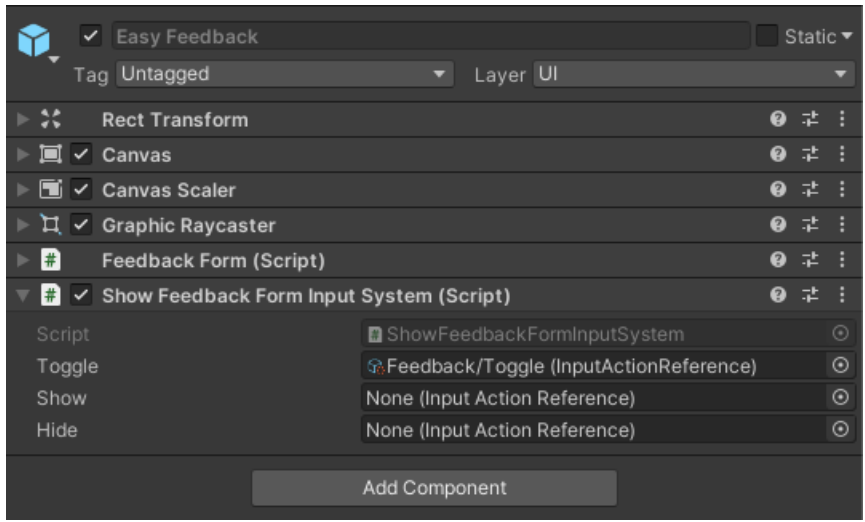 Easy Feedback Static
Tag Untagged Layer UI
Rect Transform
Canvas
Canvas Scaler
Graphic Raycaster
# Feedback Form (Script)
# Show Feedback Form Input System (Script)
Script # ShowFeedbackFormInputSystem
Toggle Feedback/Toggle (InputActionReference)
Show None (Input Action Reference)
Hide None (Input Action Reference)
Add Component